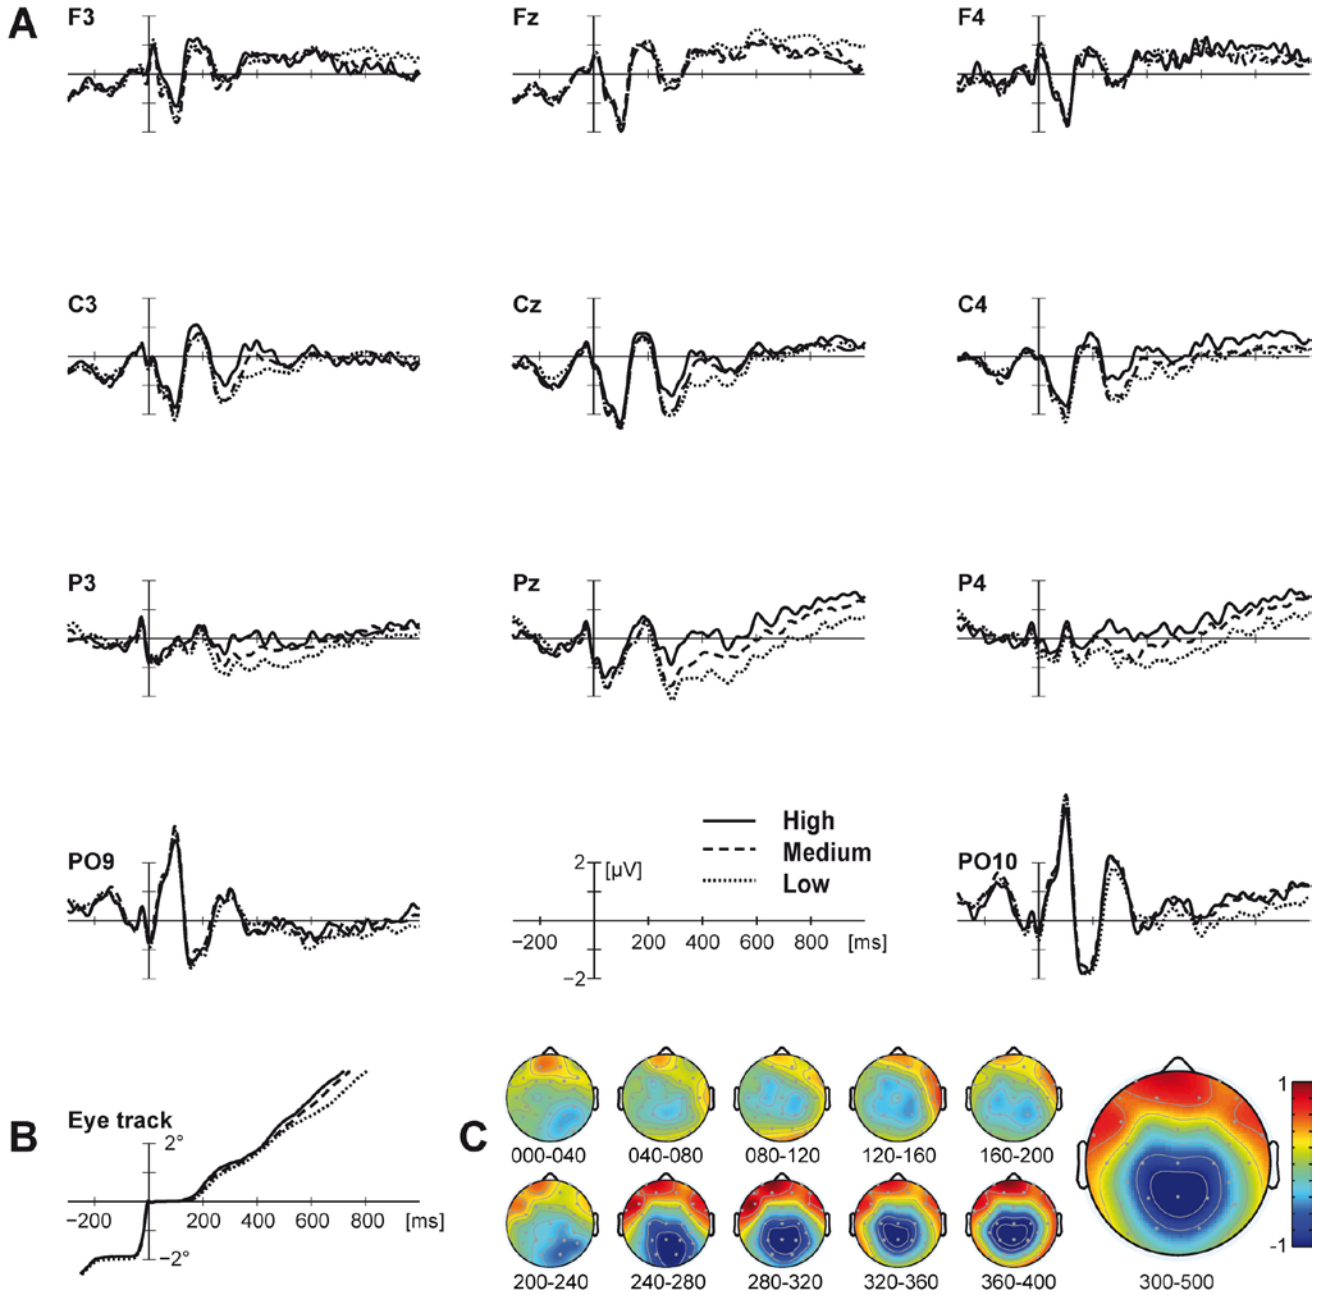 A
F3 Fz F4
C3 Cz C4
P3 Pz P4
PO9 PO10
High
Medium
Low
2 [µV]
−200 200 400 600 800 [ms]
−2
B
Eye track
2°
−200 200 400 600 800 [ms]
−2°
C
000-040 040-080 080-120 120-160 160-200
200-240 240-280 280-320 320-360 360-400 300-500
1
-1